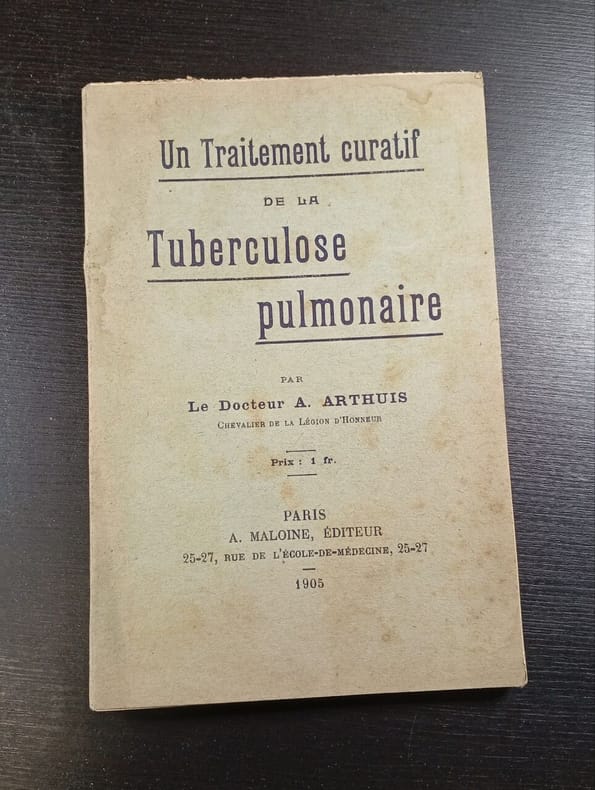 Un Traitement curatif
DE LA
Tuberculose
pulmonaire
PAR
Le Docteur A. ARTHUIS
CHEVALIER DE LA LÉGION D'HONNEUR
Prix : 1 fr.
PARIS
A. MALOINE, ÉDITEUR
25-27, RUE DE L'ÉCOLE-DE-MÉDECINE, 25-27
1905